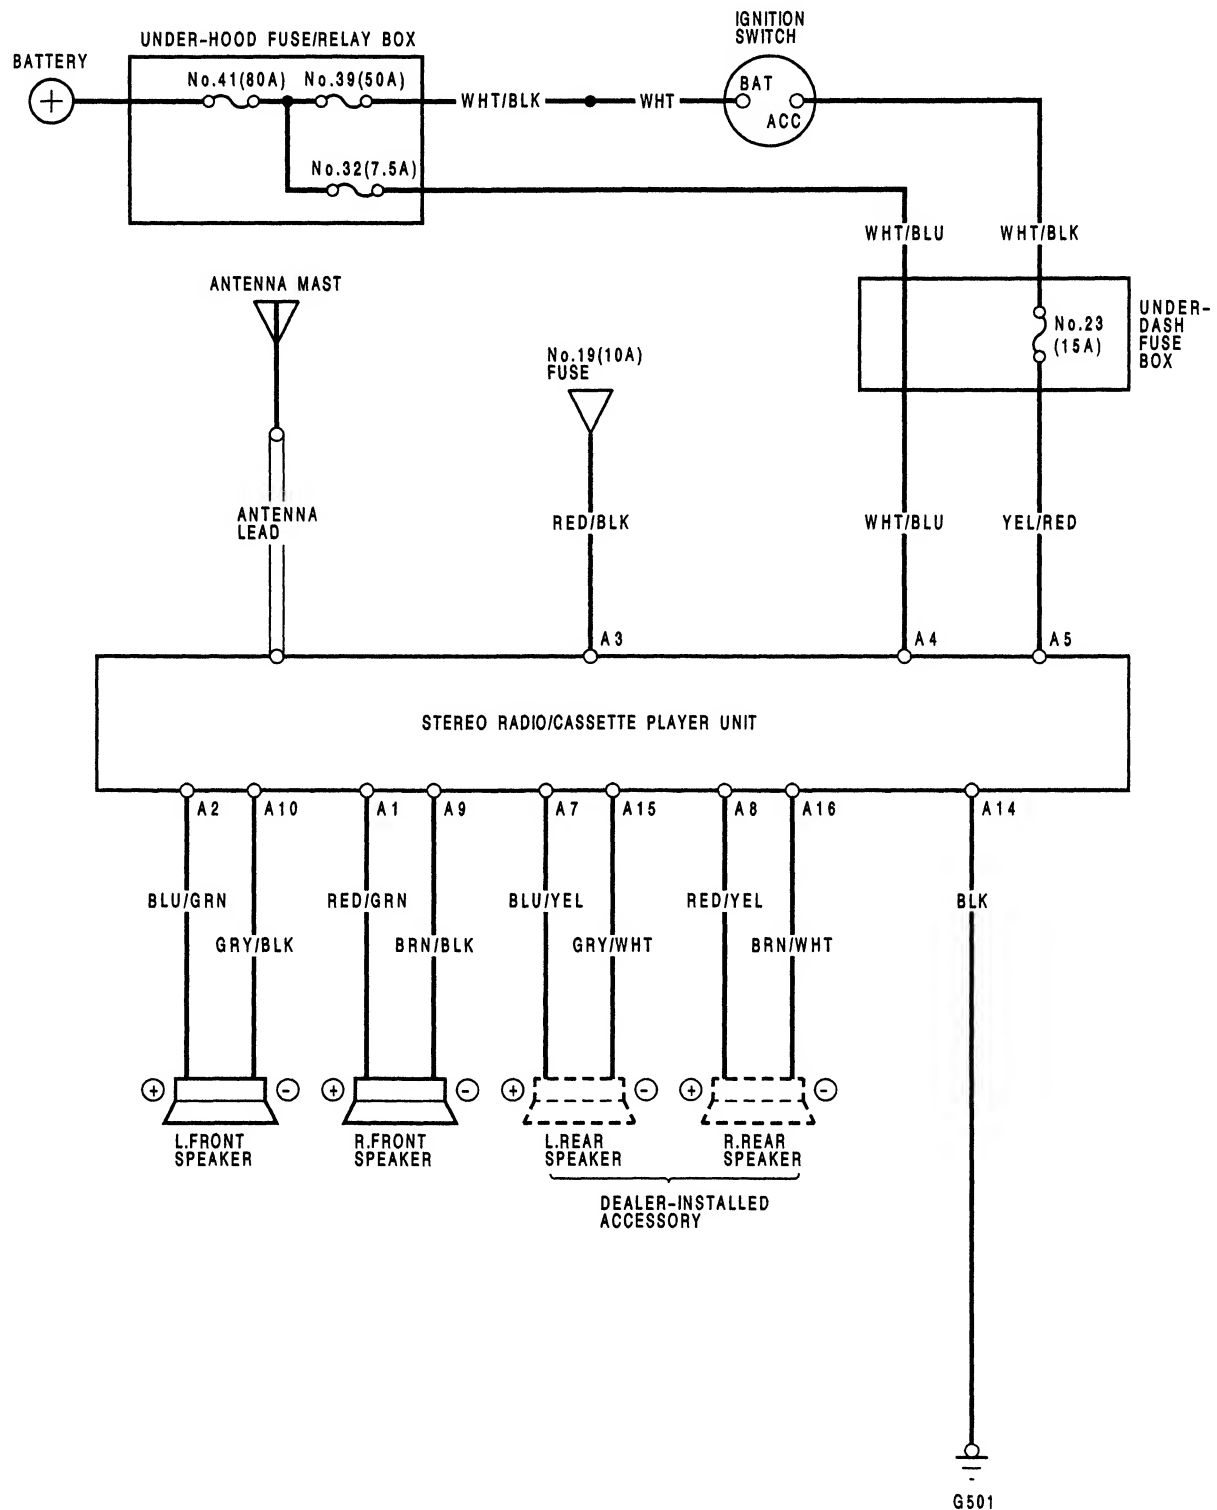 IGNITION
SWITCH
UNDER-HOOD FUSE/RELAY BOX
BATTERY
No.41(80A)
No.39(50A)
BAT
WHT/BLK
WHT
ACC
No.32(7.5A)
WHT/BLU
WHT/BLK
ANTENNA MAST
UNDER-
DASH
FUSE
BOX
No.23
(15A)
No.19(10A)
FUSE
ANTENNA
LEAD
RED/BLK
WHT/BLU
YEL/RED
A3
A4
A5
STEREO RADIO/CASSETTE PLAYER UNIT
A2
A10
A1
A9
A7
A15
A8
A16
A14
BLU/GRN
RED/GRN
BLU/YEL
RED/YEL
BLK
GRY/BLK
BRN/BLK
GRY/WHT
BRN/WHT
+
-
+
-
+
-
+
-
L.FRONT
SPEAKER
R.FRONT
SPEAKER
L.REAR
SPEAKER
R.REAR
SPEAKER
DEALER-INSTALLED
ACCESSORY
G501